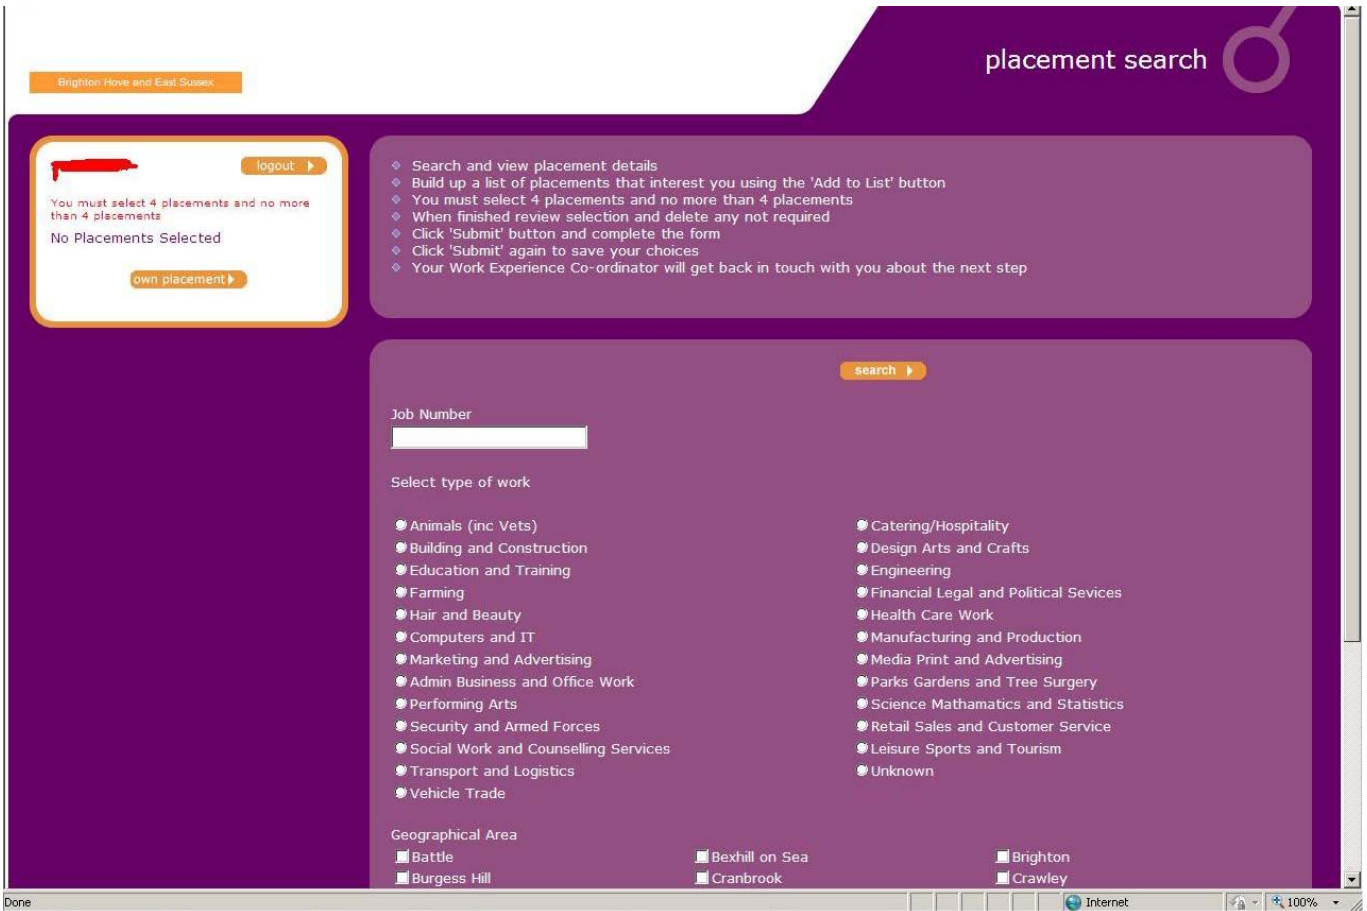 Brighton Hove and East Sussex
placement search
logout
You must select 4 placements and no more
than 4 placements
No Placements Selected
own placement
Search and view placement details
Build up a list of placements that interest you using the 'Add to List' button
You must select 4 placements and no more than 4 placements
When finished review selection and delete any not required
Click 'Submit' button and complete the form
Click 'Submit' again to save your choices
Your Work Experience Co-ordinator will get back in touch with you about the next step
search
Job Number
Select type of work
Animals (inc Vets) Catering/Hospitality
Building and Construction Design Arts and Crafts
Education and Training Engineering
Farming Financial Legal and Political Sevices
Hair and Beauty Health Care Work
Computers and IT Manufacturing and Production
Marketing and Advertising Media Print and Advertising
Admin Business and Office Work Parks Gardens and Tree Surgery
Performing Arts Science Mathamatics and Statistics
Security and Armed Forces Retail Sales and Customer Service
Social Work and Counselling Services Leisure Sports and Tourism
Transport and Logistics Unknown
Vehicle Trade
Geographical Area
Battle Bexhill on Sea Brighton
Burgess Hill Cranbrook Crawley
Done Internet 100%